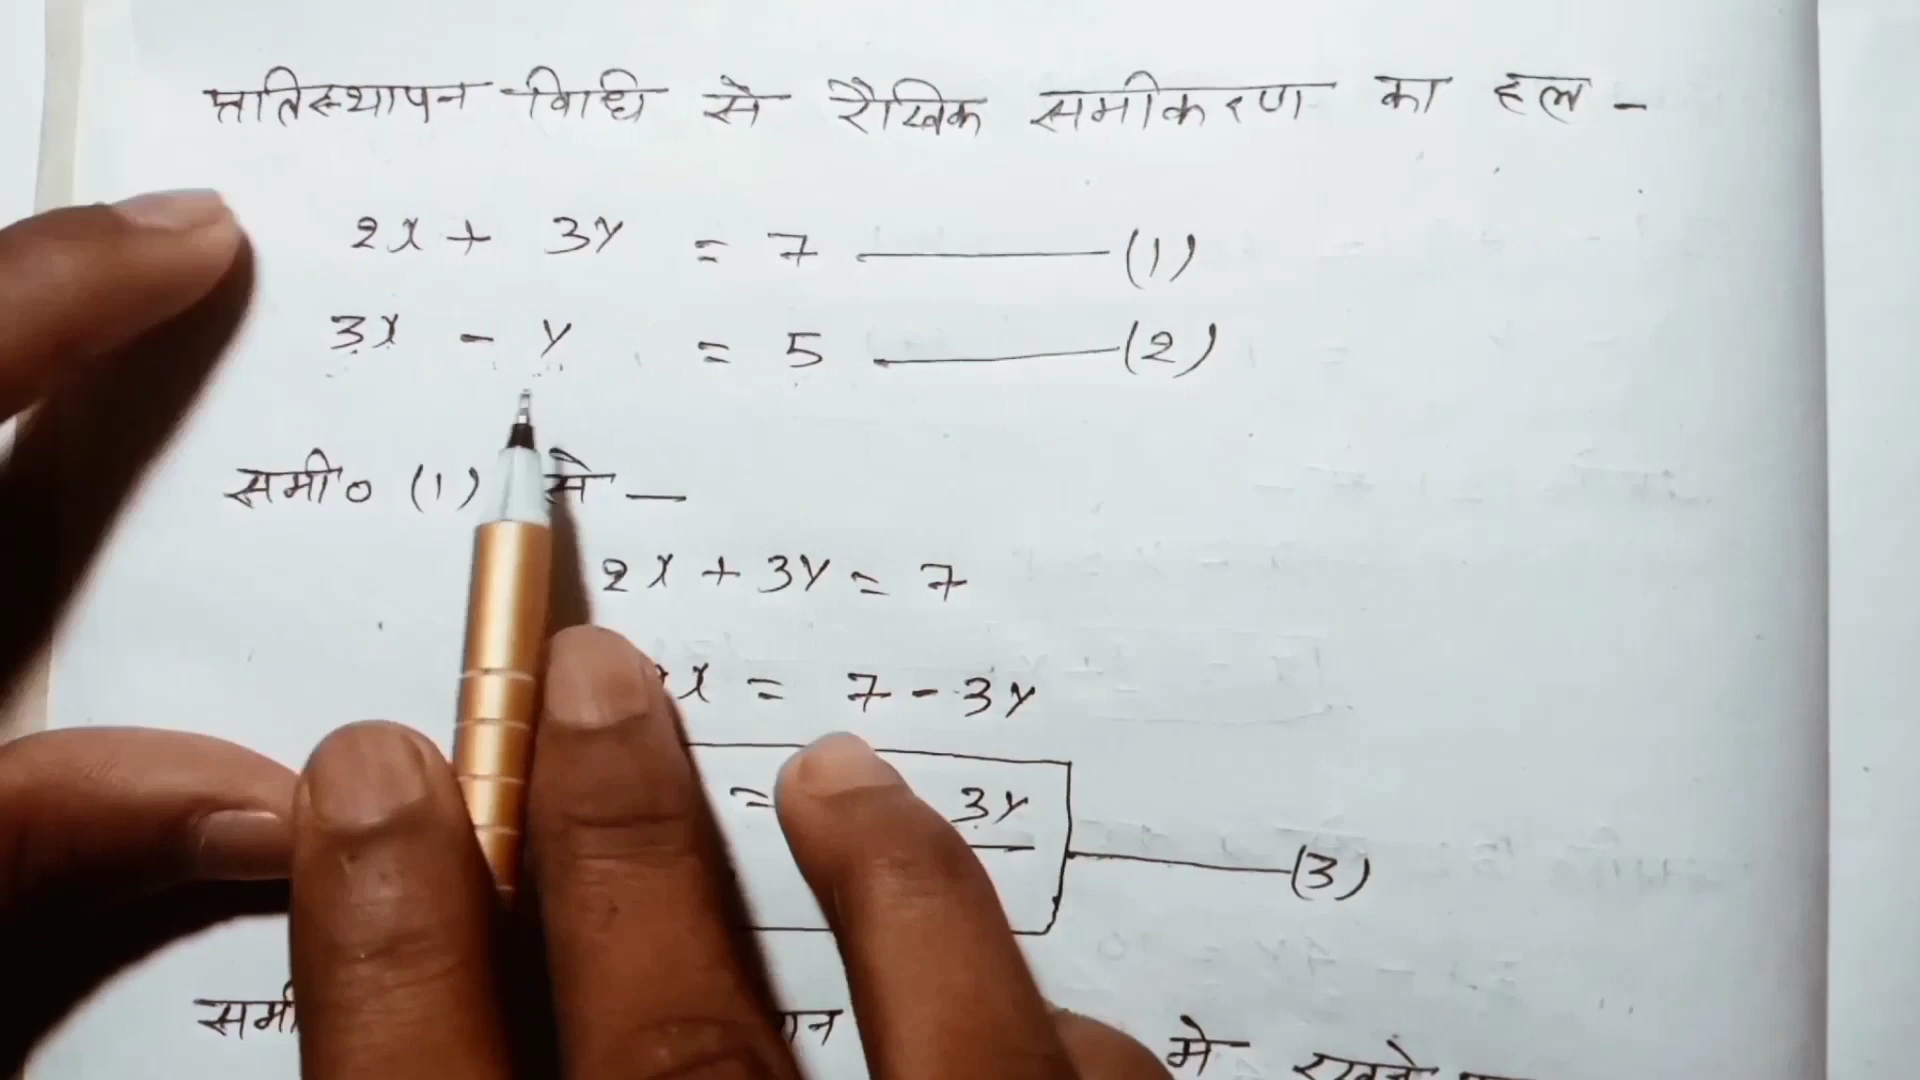 प्रतिस्थापन विधि से रैखिक समीकरण का हल -
2x + 3y = 7 (1)
3x - y = 5 (2)
समी० (1) से —
2x + 3y = 7
x = 7 - 3y
= 3y (3)
में रखने